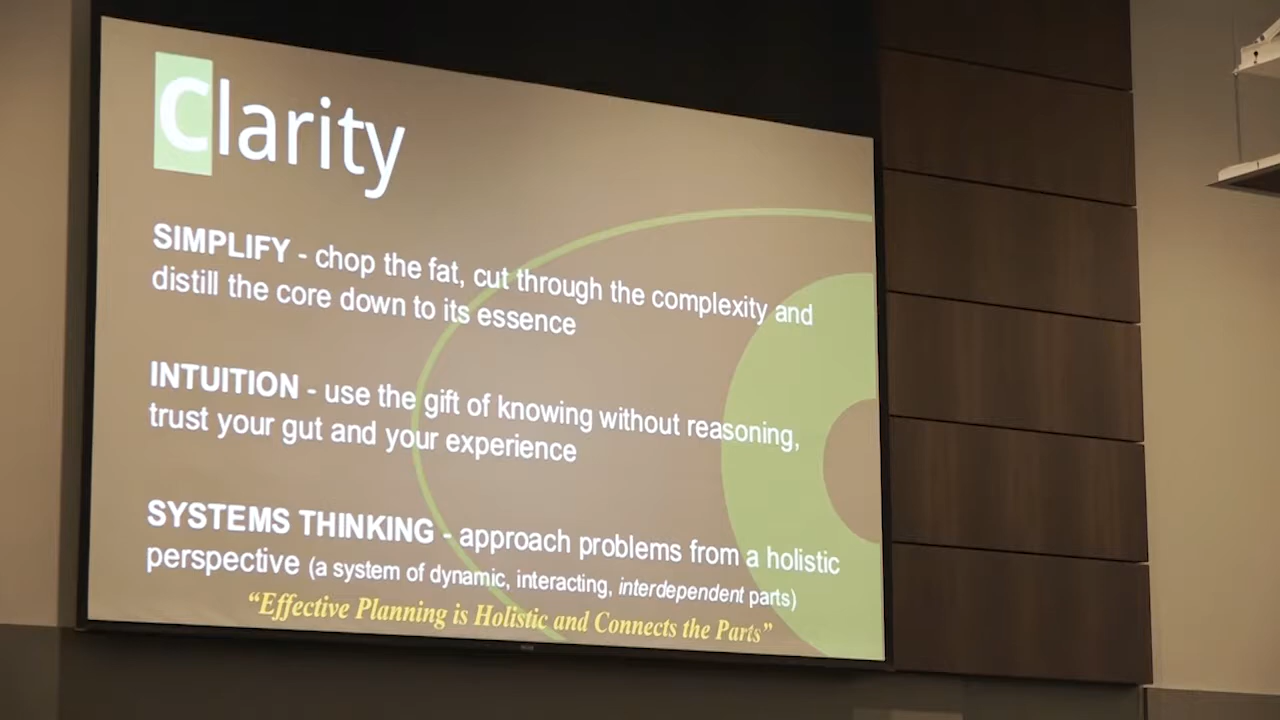 Clarity
SIMPLIFY - chop the fat, cut through the complexity and
distill the core down to its essence
INTUITION - use the gift of knowing without reasoning,
trust your gut and your experience
SYSTEMS THINKING - approach problems from a holistic
perspective (a system of dynamic, interacting, interdependent parts)
“Effective Planning is Holistic and Connects the Parts”